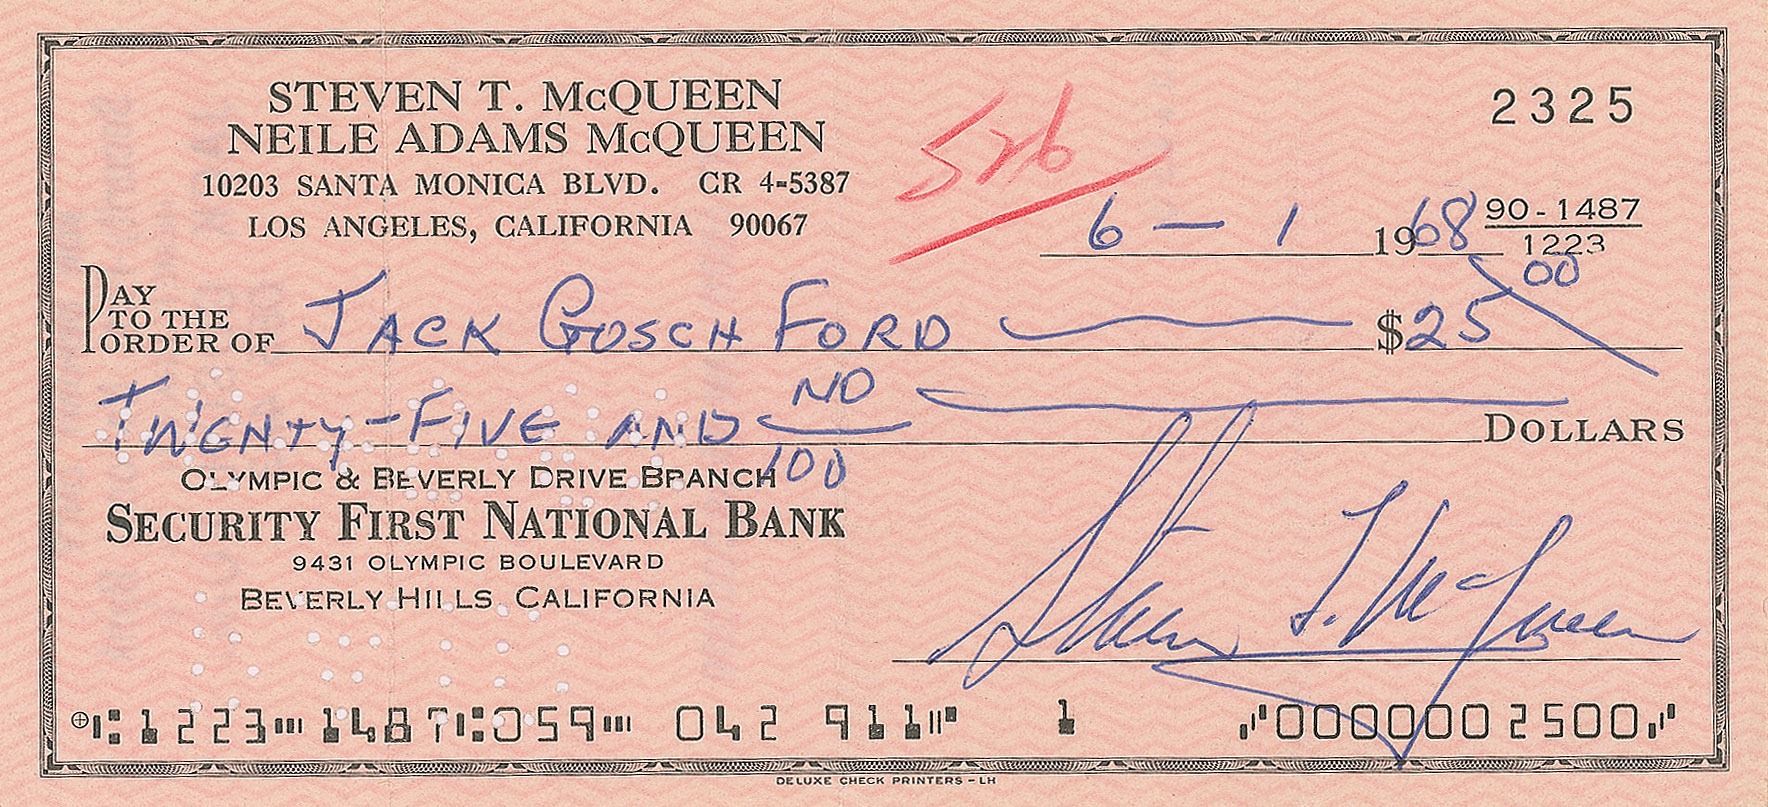 STEVEN T. McQUEEN
NEILE ADAMS McQUEEN
10203 SANTA MONICA BLVD. CR 4-5387
LOS ANGELES, CALIFORNIA 90067
526
2325
6 - 1 1968
90-1487
1223
PAY TO THE ORDER OF JACK GOSCH FORD $25 00
TWENTY-FIVE AND NO/100 DOLLARS
OLYMPIC & BEVERLY DRIVE BRANCH
SECURITY FIRST NATIONAL BANK
9431 OLYMPIC BOULEVARD
BEVERLY HILLS, CALIFORNIA
Steven T. McQueen
⑆1223⑉1487⑆059⑉ 042 911⑈ 1 ⑇0000002500⑇
DELUXE CHECK PRINTERS - LH